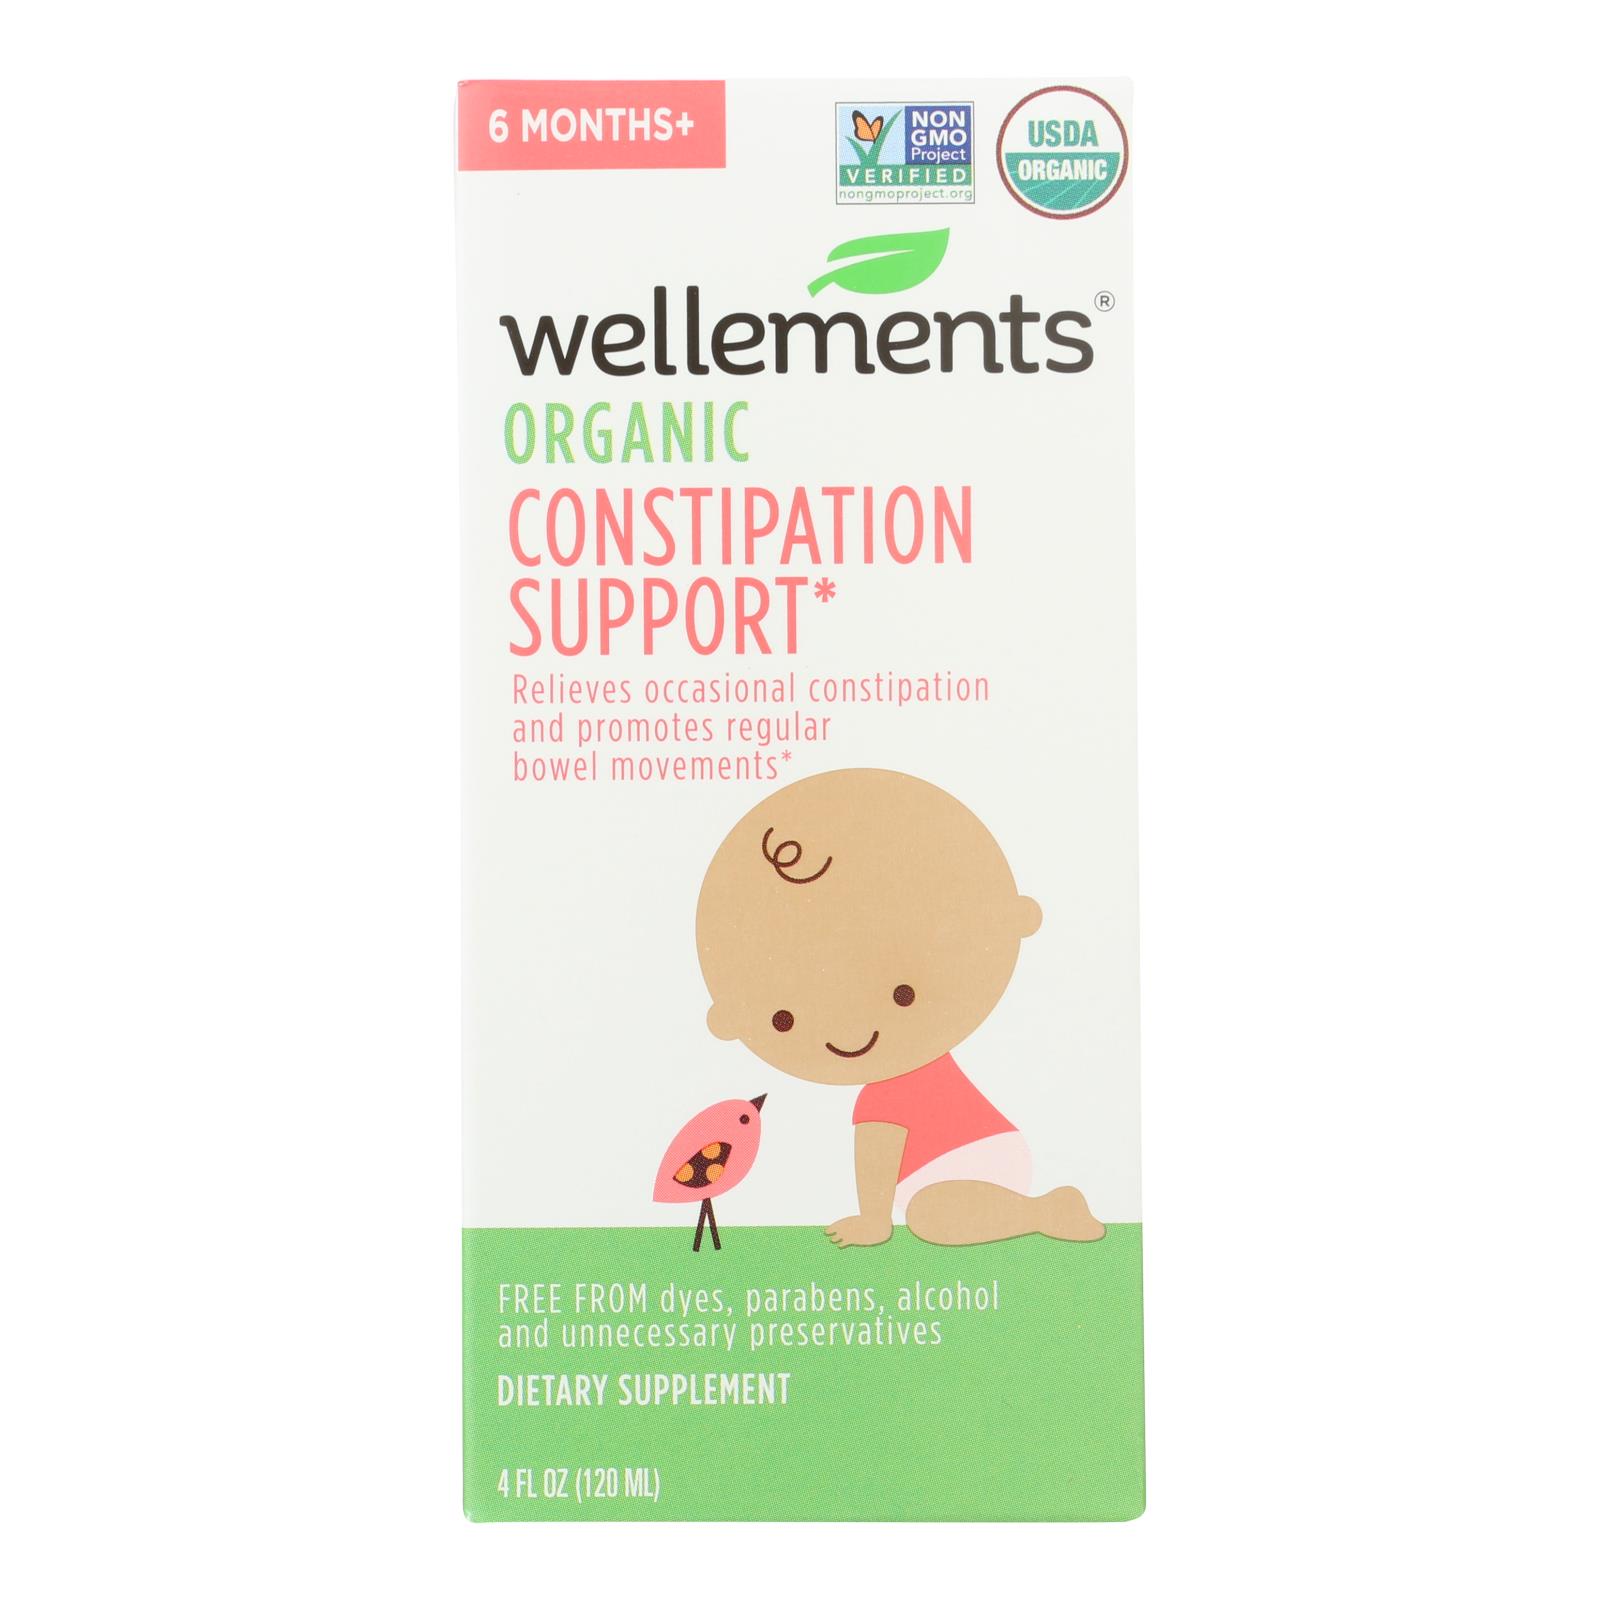 6 MONTHS+
NON
GMO
Project
VERIFIED
nongmoproject.org
USDA
ORGANIC
wellements®
ORGANIC
CONSTIPATION
SUPPORT*
Relieves occasional constipation
and promotes regular
bowel movements*
FREE FROM dyes, parabens, alcohol
and unnecessary preservatives
DIETARY SUPPLEMENT
4 FL OZ (120 ML)